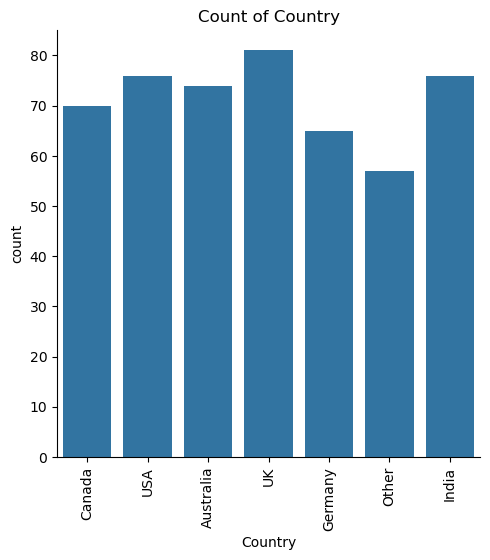 Count of Country
count
80
70
60
50
40
30
20
10
0
Canada
USA
Australia
UK
Germany
Other
India
Country